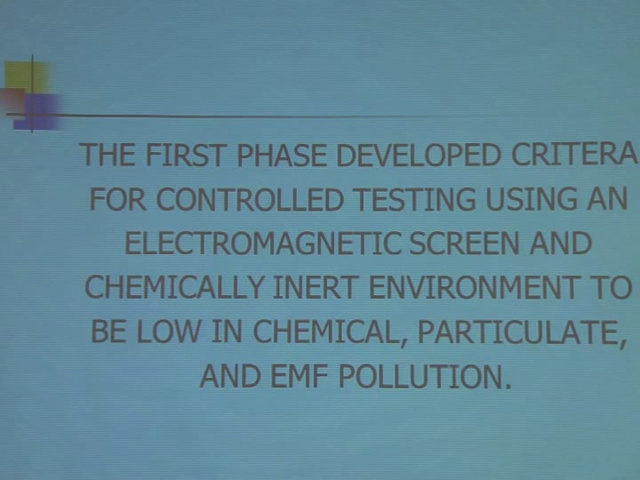 THE FIRST PHASE DEVELOPED CRITERA
FOR CONTROLLED TESTING USING AN
ELECTROMAGNETIC SCREEN AND
CHEMICALLY INERT ENVIRONMENT TO
BE LOW IN CHEMICAL, PARTICULATE,
AND EMF POLLUTION.